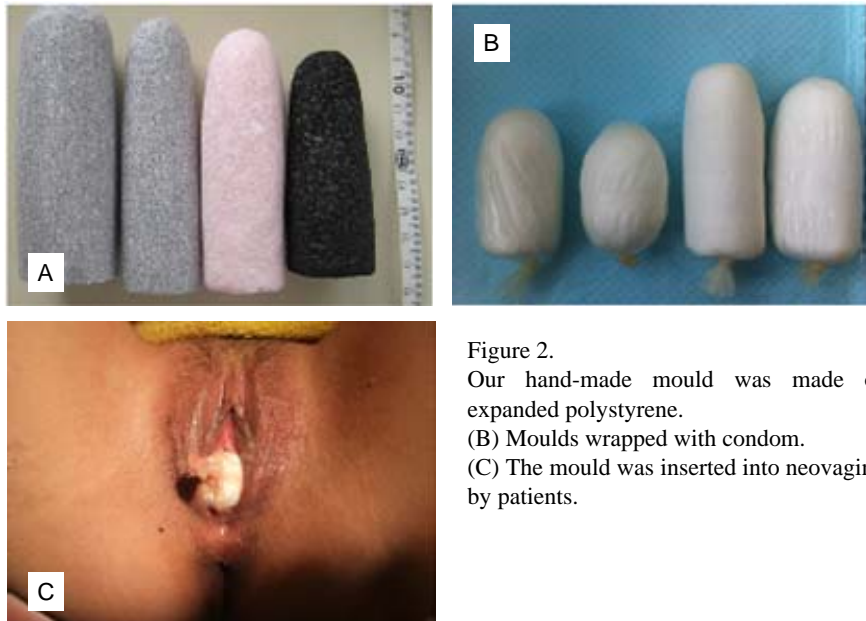 A
B
C
Figure 2.
Our hand-made mould was made
expanded polystyrene.
(B) Moulds wrapped with condom.
(C) The mould was inserted into
by patients.
10